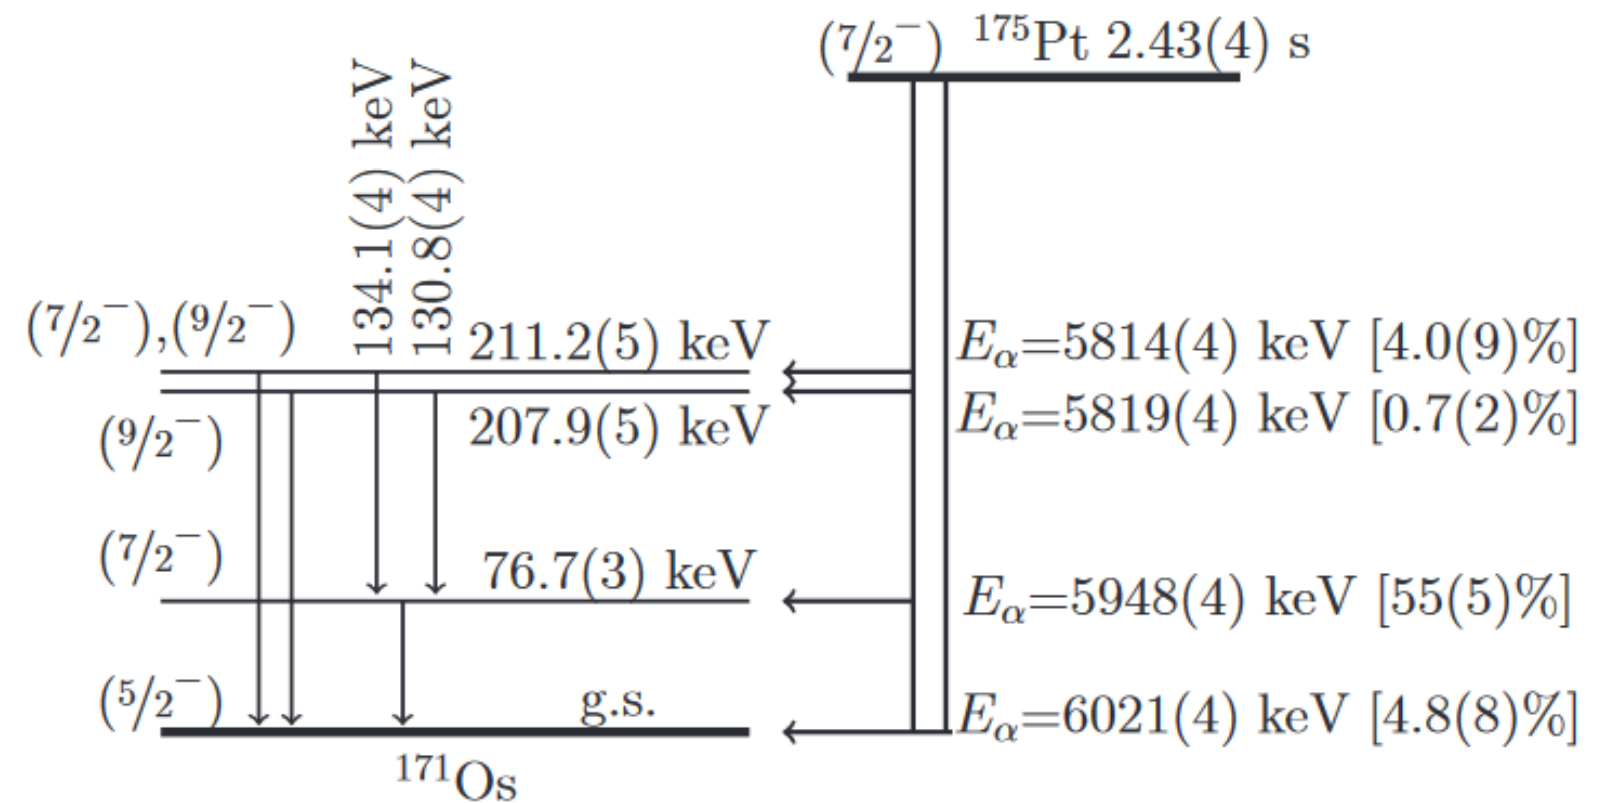 (7/2⁻) ¹⁷⁵Pt 2.43(4) s
134.1(4) keV
130.8(4) keV
(7/2⁻),(9/2⁻)
211.2(5) keV
Eα=5814(4) keV [4.0(9)%]
(9/2⁻)
207.9(5) keV
Eα=5819(4) keV [0.7(2)%]
(7/2⁻)
76.7(3) keV
Eα=5948(4) keV [55(5)%]
(5/2⁻)
g.s.
Eα=6021(4) keV [4.8(8)%]
¹⁷¹Os